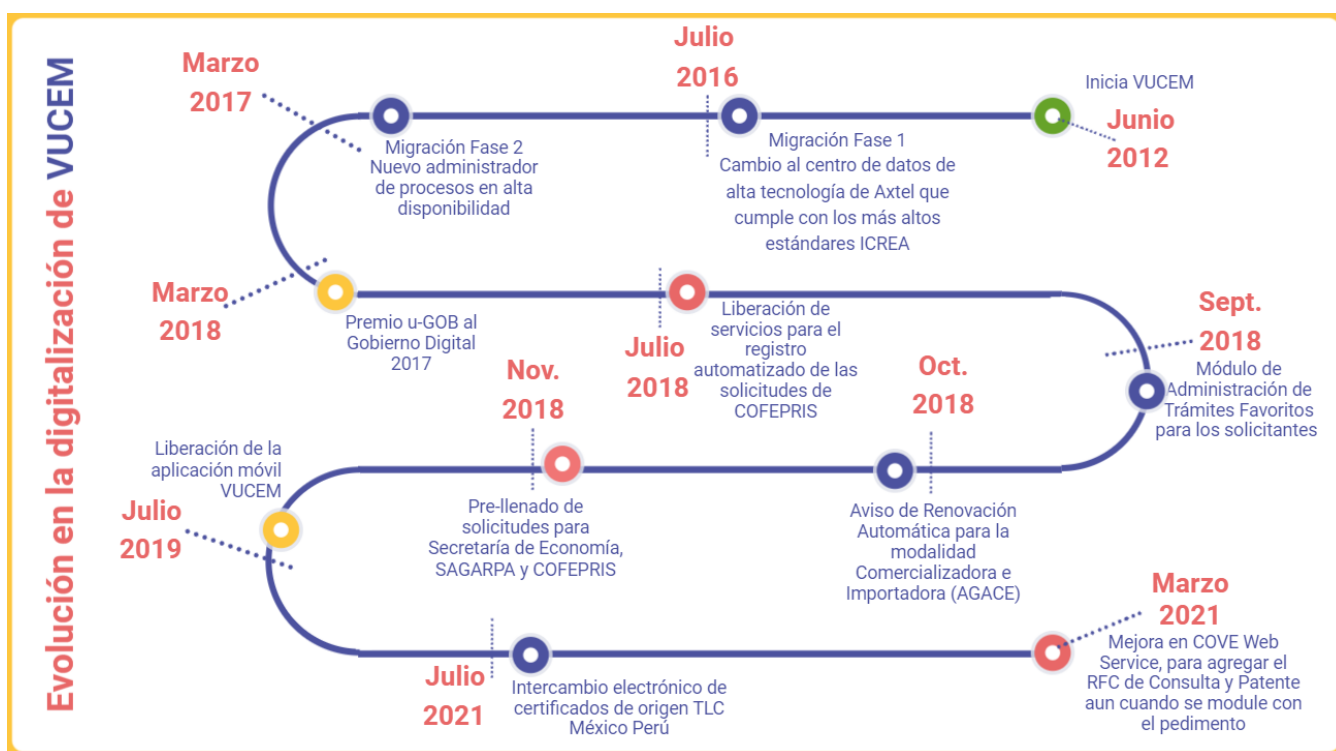 Evolución en la digitalización de VUCEM
Inicia VUCEM
Junio
2012
Julio
2016
Migración Fase 1
Cambio al centro de datos de
alta tecnología de Axtel que
cumple con los más altos
estándares ICREA
Marzo
2017
Migración Fase 2
Nuevo administrador
de procesos en alta
disponibilidad
Marzo
2018
Premio u-GOB al
Gobierno Digital
2017
Julio
2018
Liberación de
servicios para el
registro
automatizado de las
solicitudes de
COFEPRIS
Sept.
2018
Módulo de
Administración de
Trámites Favoritos
para los solicitantes
Oct.
2018
Aviso de Renovación
Automática para la
modalidad
Comercializadora e
Importadora (AGACE)
Nov.
2018
Pre-llenado de
solicitudes para
Secretaría de Economía,
SAGARPA y COFEPRIS
Liberación de la
aplicación móvil
VUCEM
Julio
2019
Julio
2021
Intercambio electrónico de
certificados de origen TLC
México Perú
Marzo
2021
Mejora en COVE Web
Service, para agregar el
RFC de Consulta y Patente
aun cuando se module con
el pedimento